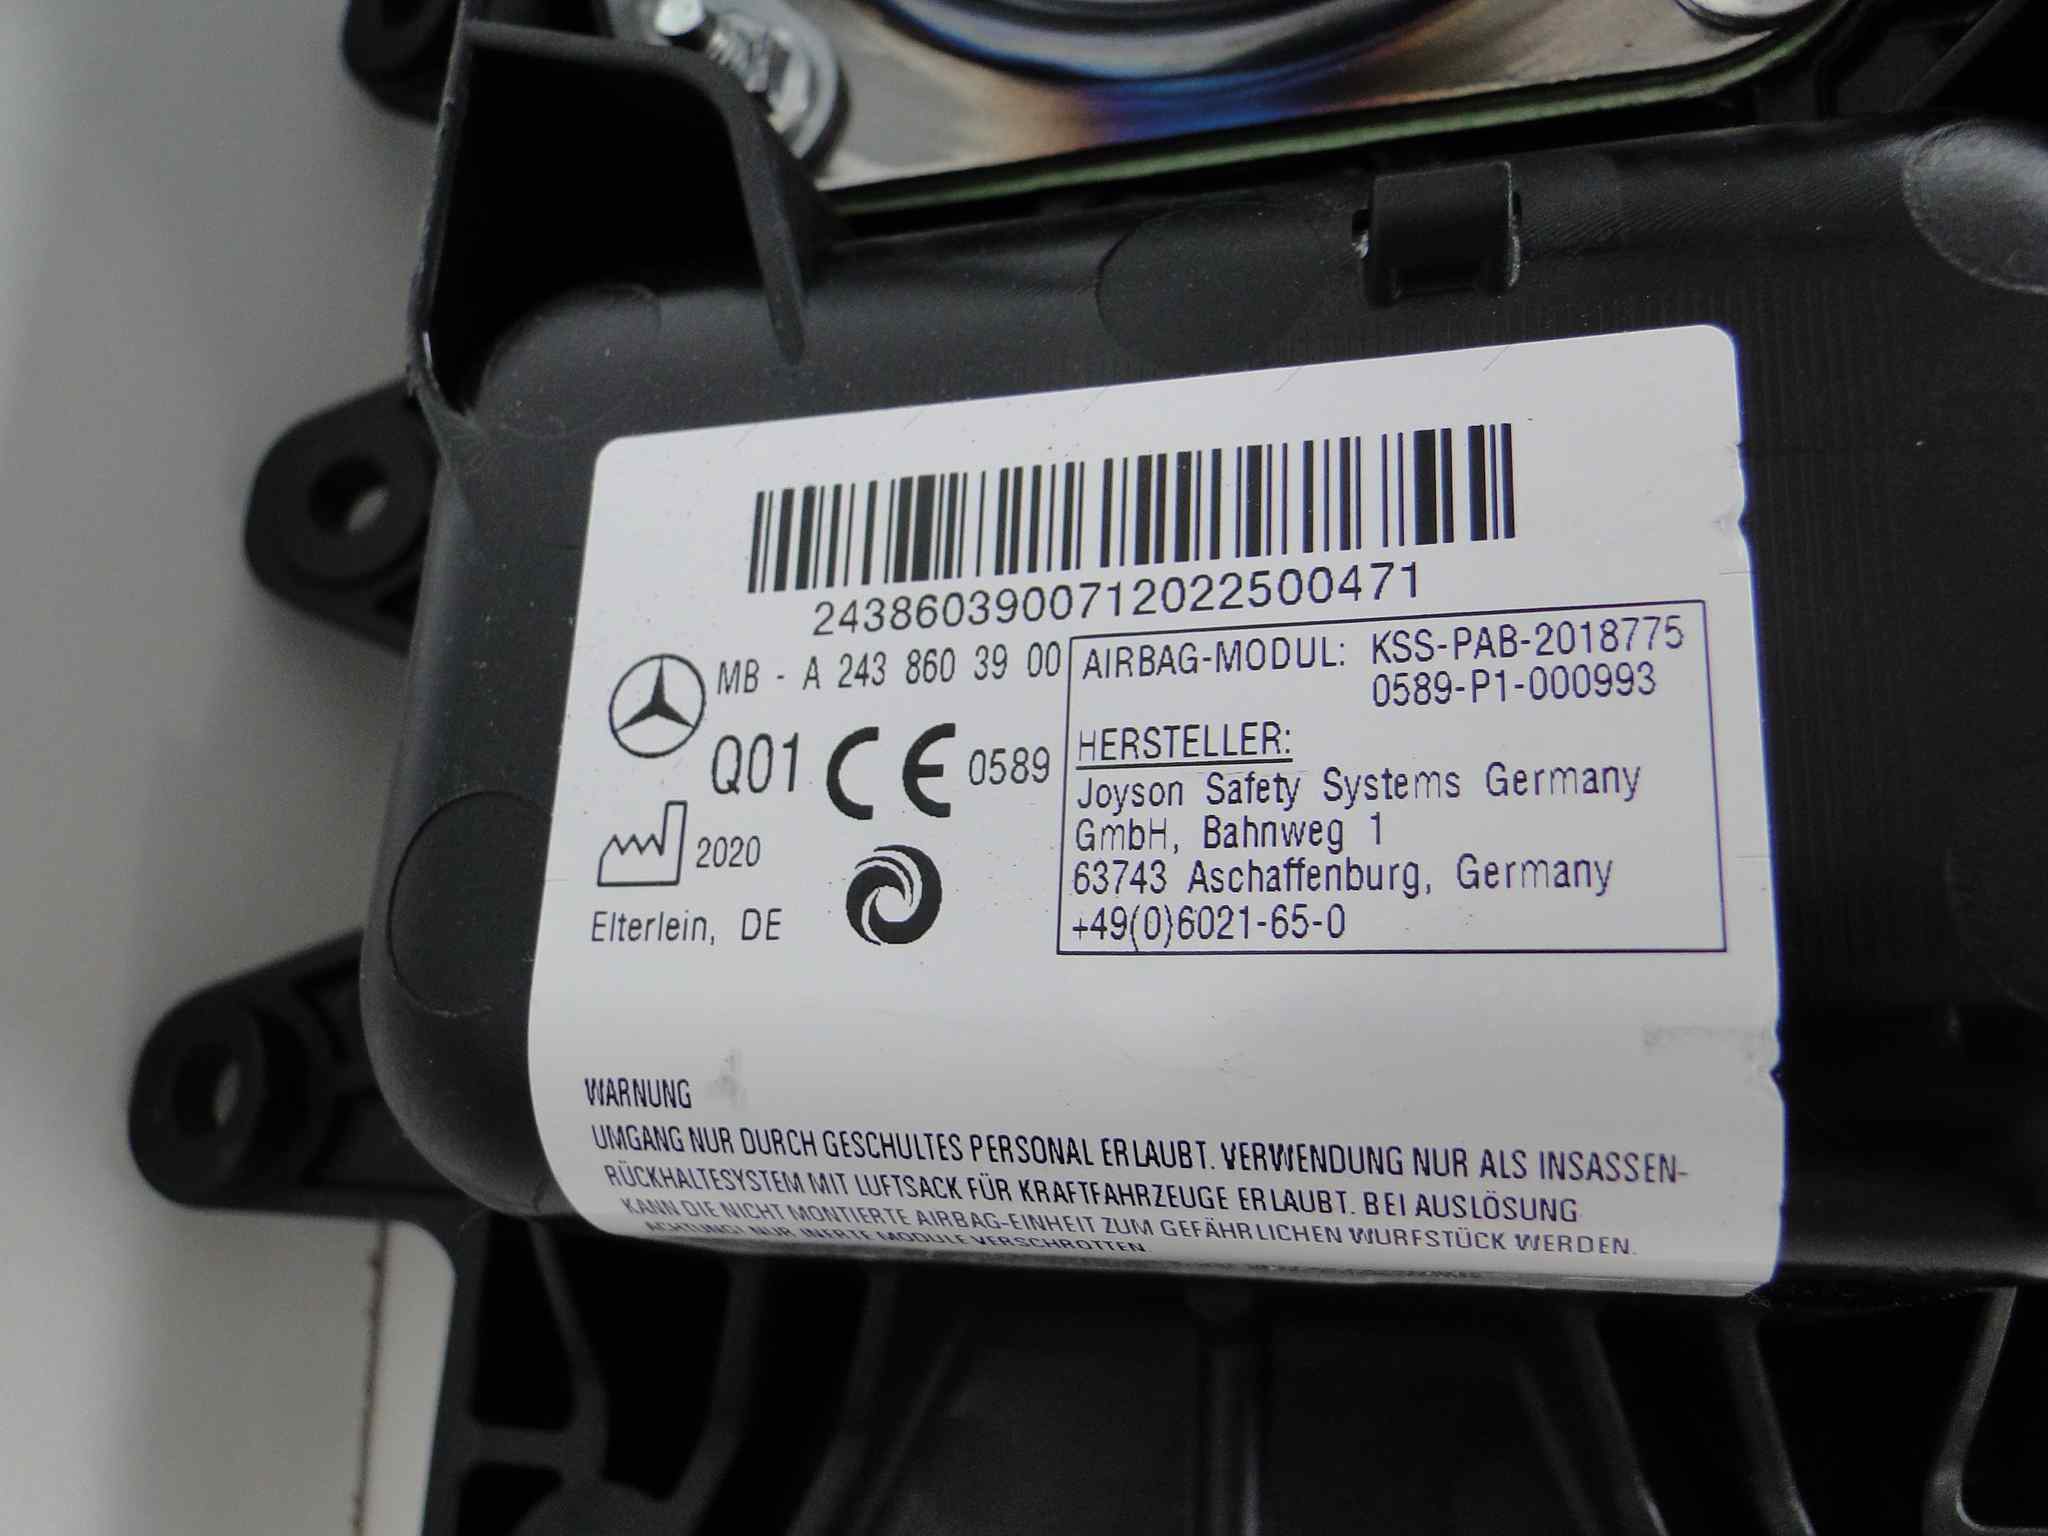 243860390071202250047​1
MB - A 243 860 39 00
Q01
CE 0589
2020
Elterlein, DE
AIRBAG-MODUL: KSS-PAB-2018775
0589-P1-000993
HERSTELLER:
Joyson Safety Systems Germany
GmbH, Bahnweg 1
63743 Aschaffenburg, Germany
+49(0)6021-65-0
WARNUNG
UMGANG NUR DURCH GESCHULTES PERSONAL ERLAUBT. VERWENDUNG NUR ALS INSASSEN-
RÜCKHALTESYSTEM MIT LUFTSACK FÜR KRAFTFAHRZEUGE ERLAUBT. BEI AUSLÖSUNG
KANN DIE NICHT MONTIERTE AIRBAG-EINHEIT ZUM GEFÄHRLICHEN WURFSTÜCK WERDEN.
ACHTUNG! NUR INERTE MODULE VERSCHROTTEN.